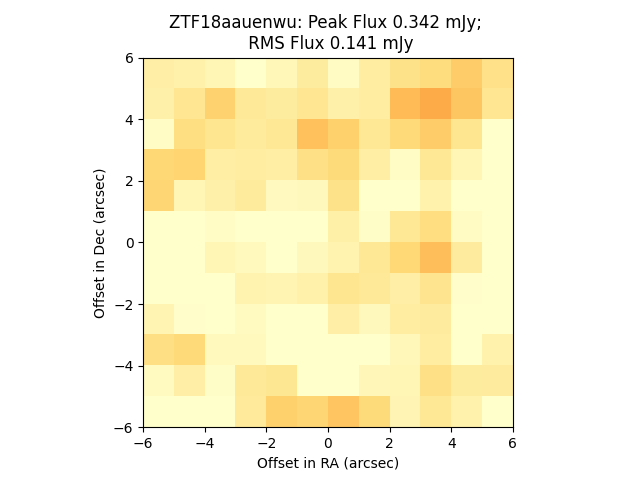 ZTF18aauenwu: Peak Flux 0.342 mJy;
RMS Flux 0.141 mJy
6
4
2
0
−2
−4
−6
Offset in Dec (arcsec)
−6 −4 −2 0 2 4 6
Offset in RA (arcsec)